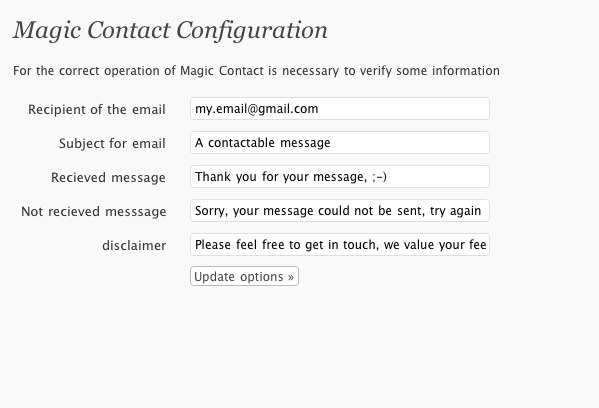 Magic Contact Configuration
For the correct operation of Magic Contact is necessary to verify some information
Recipient of the email my.email@gmail.com
Subject for email A contactable message
Recieved message Thank you for your message, ;-)
Not recieved messsage Sorry, your message could not be sent, try again
disclaimer Please feel free to get in touch, we value your fee
Update options »